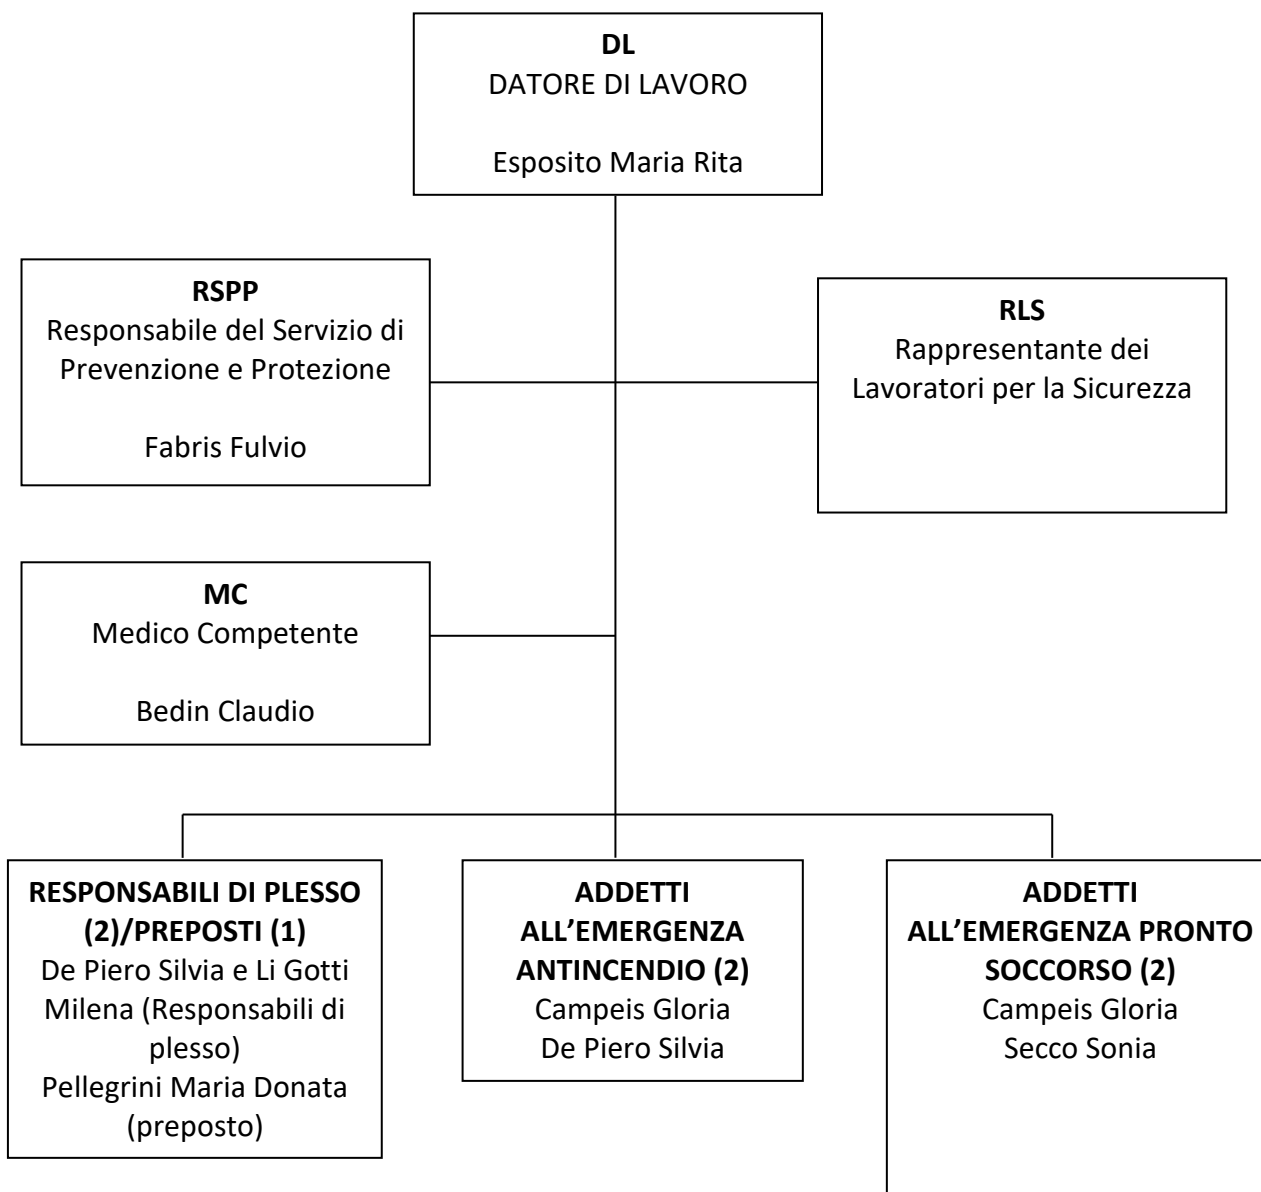 DL
DATORE DI LAVORO
Esposito Maria Rita
RSPP
Responsabile del Servizio di
Prevenzione e Protezione
Fabris Fulvio
RLS
Rappresentante dei
Lavoratori per la Sicurezza
MC
Medico Competente
Bedin Claudio
RESPONSABILI DI PLESSO
(2)/PREPOSTI (1)
De Piero Silvia e Li Gotti
Milena (Responsabili di
plesso)
Pellegrini Maria Donata
(preposto)
ADDETTI
ALL’EMERGENZA
ANTINCENDIO (2)
Campeis Gloria
De Piero Silvia
ADDETTI
ALL’EMERGENZA PRONTO
SOCCORSO (2)
Campeis Gloria
Secco Sonia